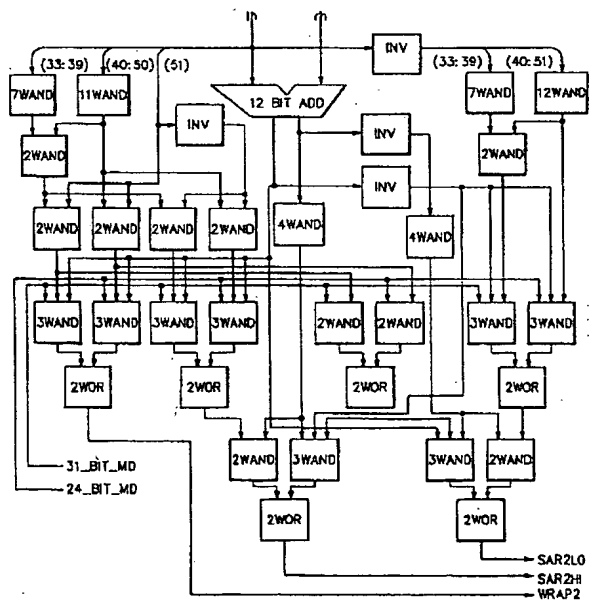 INV
(33:39) (40:50) (51) (33:39) (40:51)
7WAND 11WAND 7WAND 12WAND
12 BIT ADD
INV INV
2WAND 2WAND
INV
2WAND 2WAND 2WAND 2WAND 4WAND 4WAND
3WAND 3WAND 3WAND 3WAND 2WAND 2WAND 3WAND 3WAND
2WOR 2WOR 2WOR 2WOR
2WAND 3WAND 3WAND 2WAND
31_BIT_MD
24_BIT_MD
2WOR 2WOR
SAR2LO
SAR2HI
WRAP2